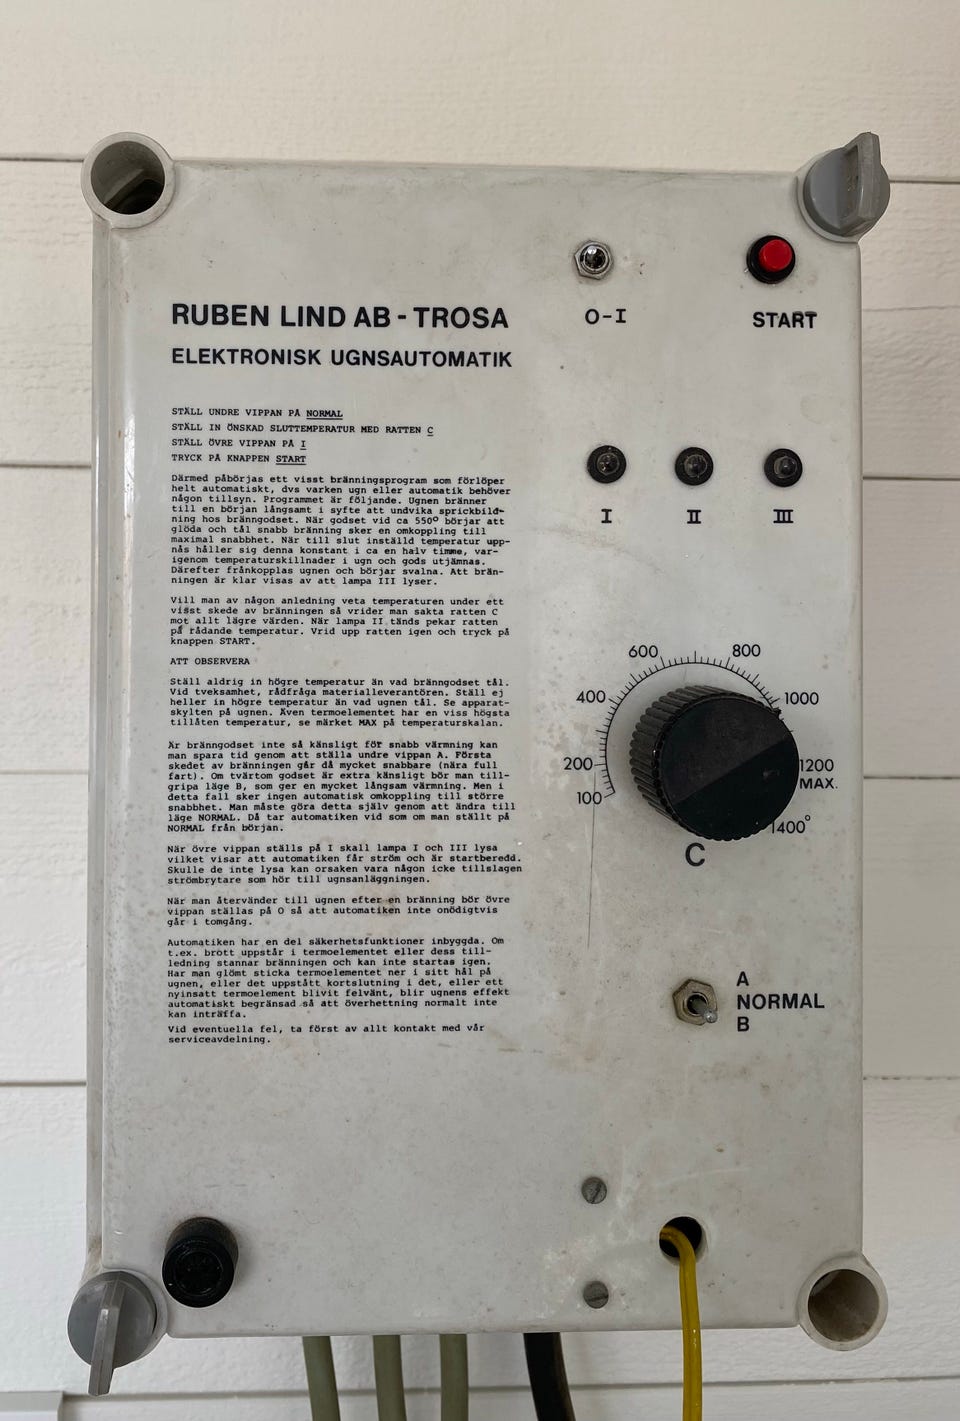 RUBEN LIND AB - TROSA
ELEKTRONISK UGNSAUTOMATIK
STÄLL UNDRE VIPPAN PÅ NORMAL
STÄLL IN ÖNSKAD SLUTTEMPERATUR MED RATTEN C
STÄLL ÖVRE VIPPAN PÅ I
TRYCK PÅ KNAPPEN START
Därmed påbörjas ett visst bränningsprogram som förlöper
helt automatiskt, dvs varken ugn eller automatik behöver
någon tillsyn. Programmet är följande. Ugnen bränner
till en början långsamt i syfte att undvika sprickbild-
ning hos bränngodset. När godset vid ca 550° börjar att
glöda och tål snabb bränning sker en omkoppling till
maximal snabbhet. När till slut inställd temperatur upp-
nås håller sig denna konstant i ca en halv timme, var-
igenom temperaturskillnader i ugn och gods utjämnas.
Därefter frånkopplas ugnen och börjar svalna. Att brän-
ningen är klar visas av att lampa III lyser.
Vill man av någon anledning veta temperaturen under ett
visst skede av bränningen så vrider man sakta ratten C
mot allt lägre värden. När lampa II tänds pekar ratten
på rådande temperatur. Vrid upp ratten igen och tryck på
knappen START.
ATT OBSERVERA
Ställ aldrig in högre temperatur än vad bränngodset tål.
Vid tveksamhet, rådfråga materialleverantören. Ställ ej
heller in högre temperatur än vad ugnen tål. Se apparat-
skylten på ugnen. Även termoelementet har en viss högsta
tillåten temperatur, se märket MAX på temperaturskalan.
Är bränngodset inte så känsligt för snabb värmning kan
man spara tid genom att ställa undre vippan A. Första
skedet av bränningen går då mycket snabbare (nära full
fart). Om tvärtom godset är extra känsligt bör man till-
gripa läge B, som ger en mycket långsam värmning. Men i
detta fall sker ingen automatisk omkoppling till större
snabbhet. Man måste göra detta själv genom att ändra till
läge NORMAL. Då tar automatiken vid som om man ställt på
NORMAL från början.
När övre vippan ställs på I skall lampa I och III lysa
vilket visar att automatiken får ström och är startberedd.
Skulle de inte lysa kan orsaken vara någon icke tillslagen
strömbrytare som hör till ugnsanläggningen.
När man återvänder till ugnen efter en bränning bör övre
vippan ställas på O så att automatiken inte onödigtvis
går i tomgång.
Automatiken har en del säkerhetsfunktioner inbyggda. Om
t.ex. brott uppstår i termoelementet eller dess till-
ledning stannar bränningen och kan inte startas igen.
Har man glömt sticka termoelementet ner i sitt hål på
ugnen, eller det uppstått kortslutning i det, eller ett
nyinsatt termoelement blivit felvänt, blir ugnens effekt
automatiskt begränsad så att överhettning normalt inte
kan inträffa.
Vid eventuella fel, ta först av allt kontakt med vår
serviceavdelning.
O-I
START
I II III
100
200
400
600
800
1000
1200
MAX.
1400°
C
A
NORMAL
B